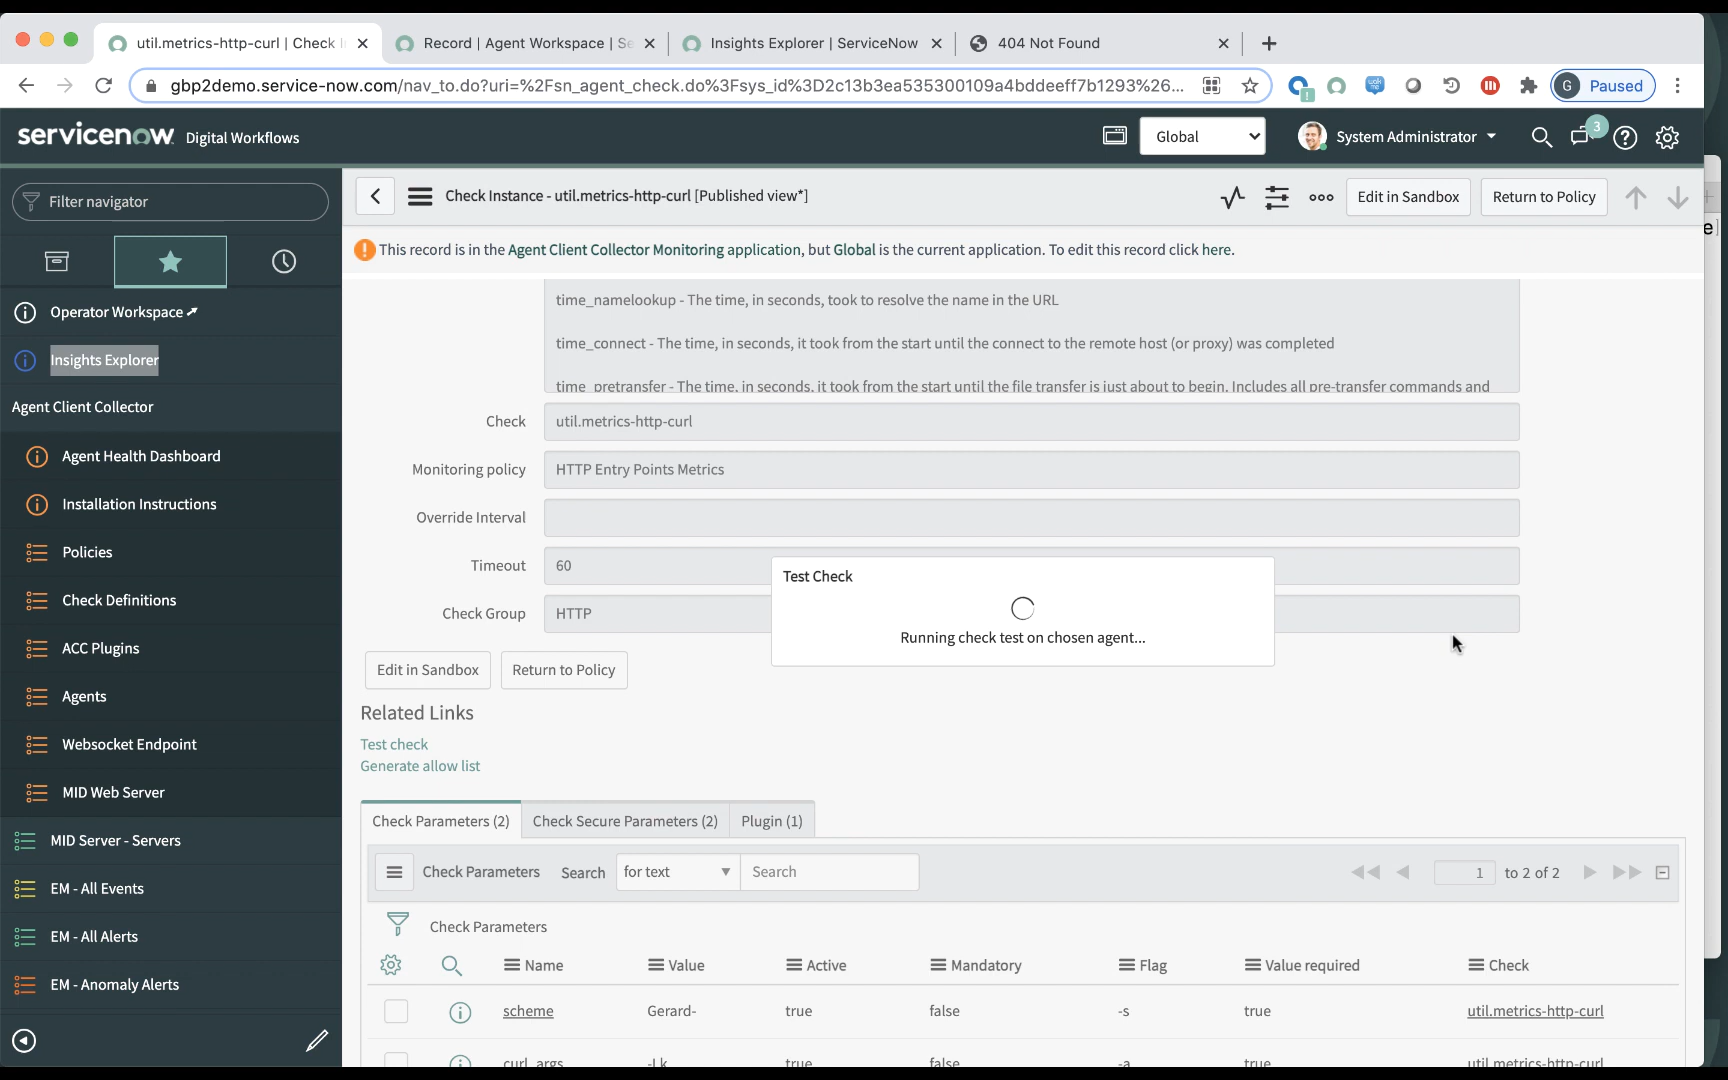 util.metrics-http-curl | Check I
Record | Agent Workspace | Se
Insights Explorer | ServiceNow
404 Not Found
gbp2demo.service-now.com/nav_to.do?uri=%2Fsn_agent_check.do%3Fsys_id%3D2c13b3ea535300109a4bddeeff7b1293%26...
G Paused
servicenow Digital Workflows
Global
System Administrator
3
Filter navigator
Check Instance - util.metrics-http-curl [Published view*]
Edit in Sandbox
Return to Policy
This record is in the Agent Client Collector Monitoring application, but Global is the current application. To edit this record click here.
Operator Workspace
Insights Explorer
Agent Client Collector
Agent Health Dashboard
Installation Instructions
Policies
Check Definitions
ACC Plugins
Agents
Websocket Endpoint
MID Web Server
MID Server - Servers
EM - All Events
EM - All Alerts
EM - Anomaly Alerts
time_namelookup - The time, in seconds, took to resolve the name in the URL
time_connect - The time, in seconds, it took from the start until the connect to the remote host (or proxy) was completed
time_pretransfer - The time, in seconds, it took from the start until the file transfer is just about to begin. Includes all pre-transfer commands and
Check util.metrics-http-curl
Monitoring policy HTTP Entry Points Metrics
Override Interval
Timeout 60
Check Group HTTP
Test Check
Running check test on chosen agent...
Edit in Sandbox
Return to Policy
Related Links
Test check
Generate allow list
Check Parameters (2)
Check Secure Parameters (2)
Plugin (1)
Check Parameters Search for text Search 1 to 2 of 2
Check Parameters
Name Value Active Mandatory Flag Value required Check
scheme Gerard- true false -s true util.metrics-http-curl
curl_args -Lk true false -a true util.metrics-http-curl
e]